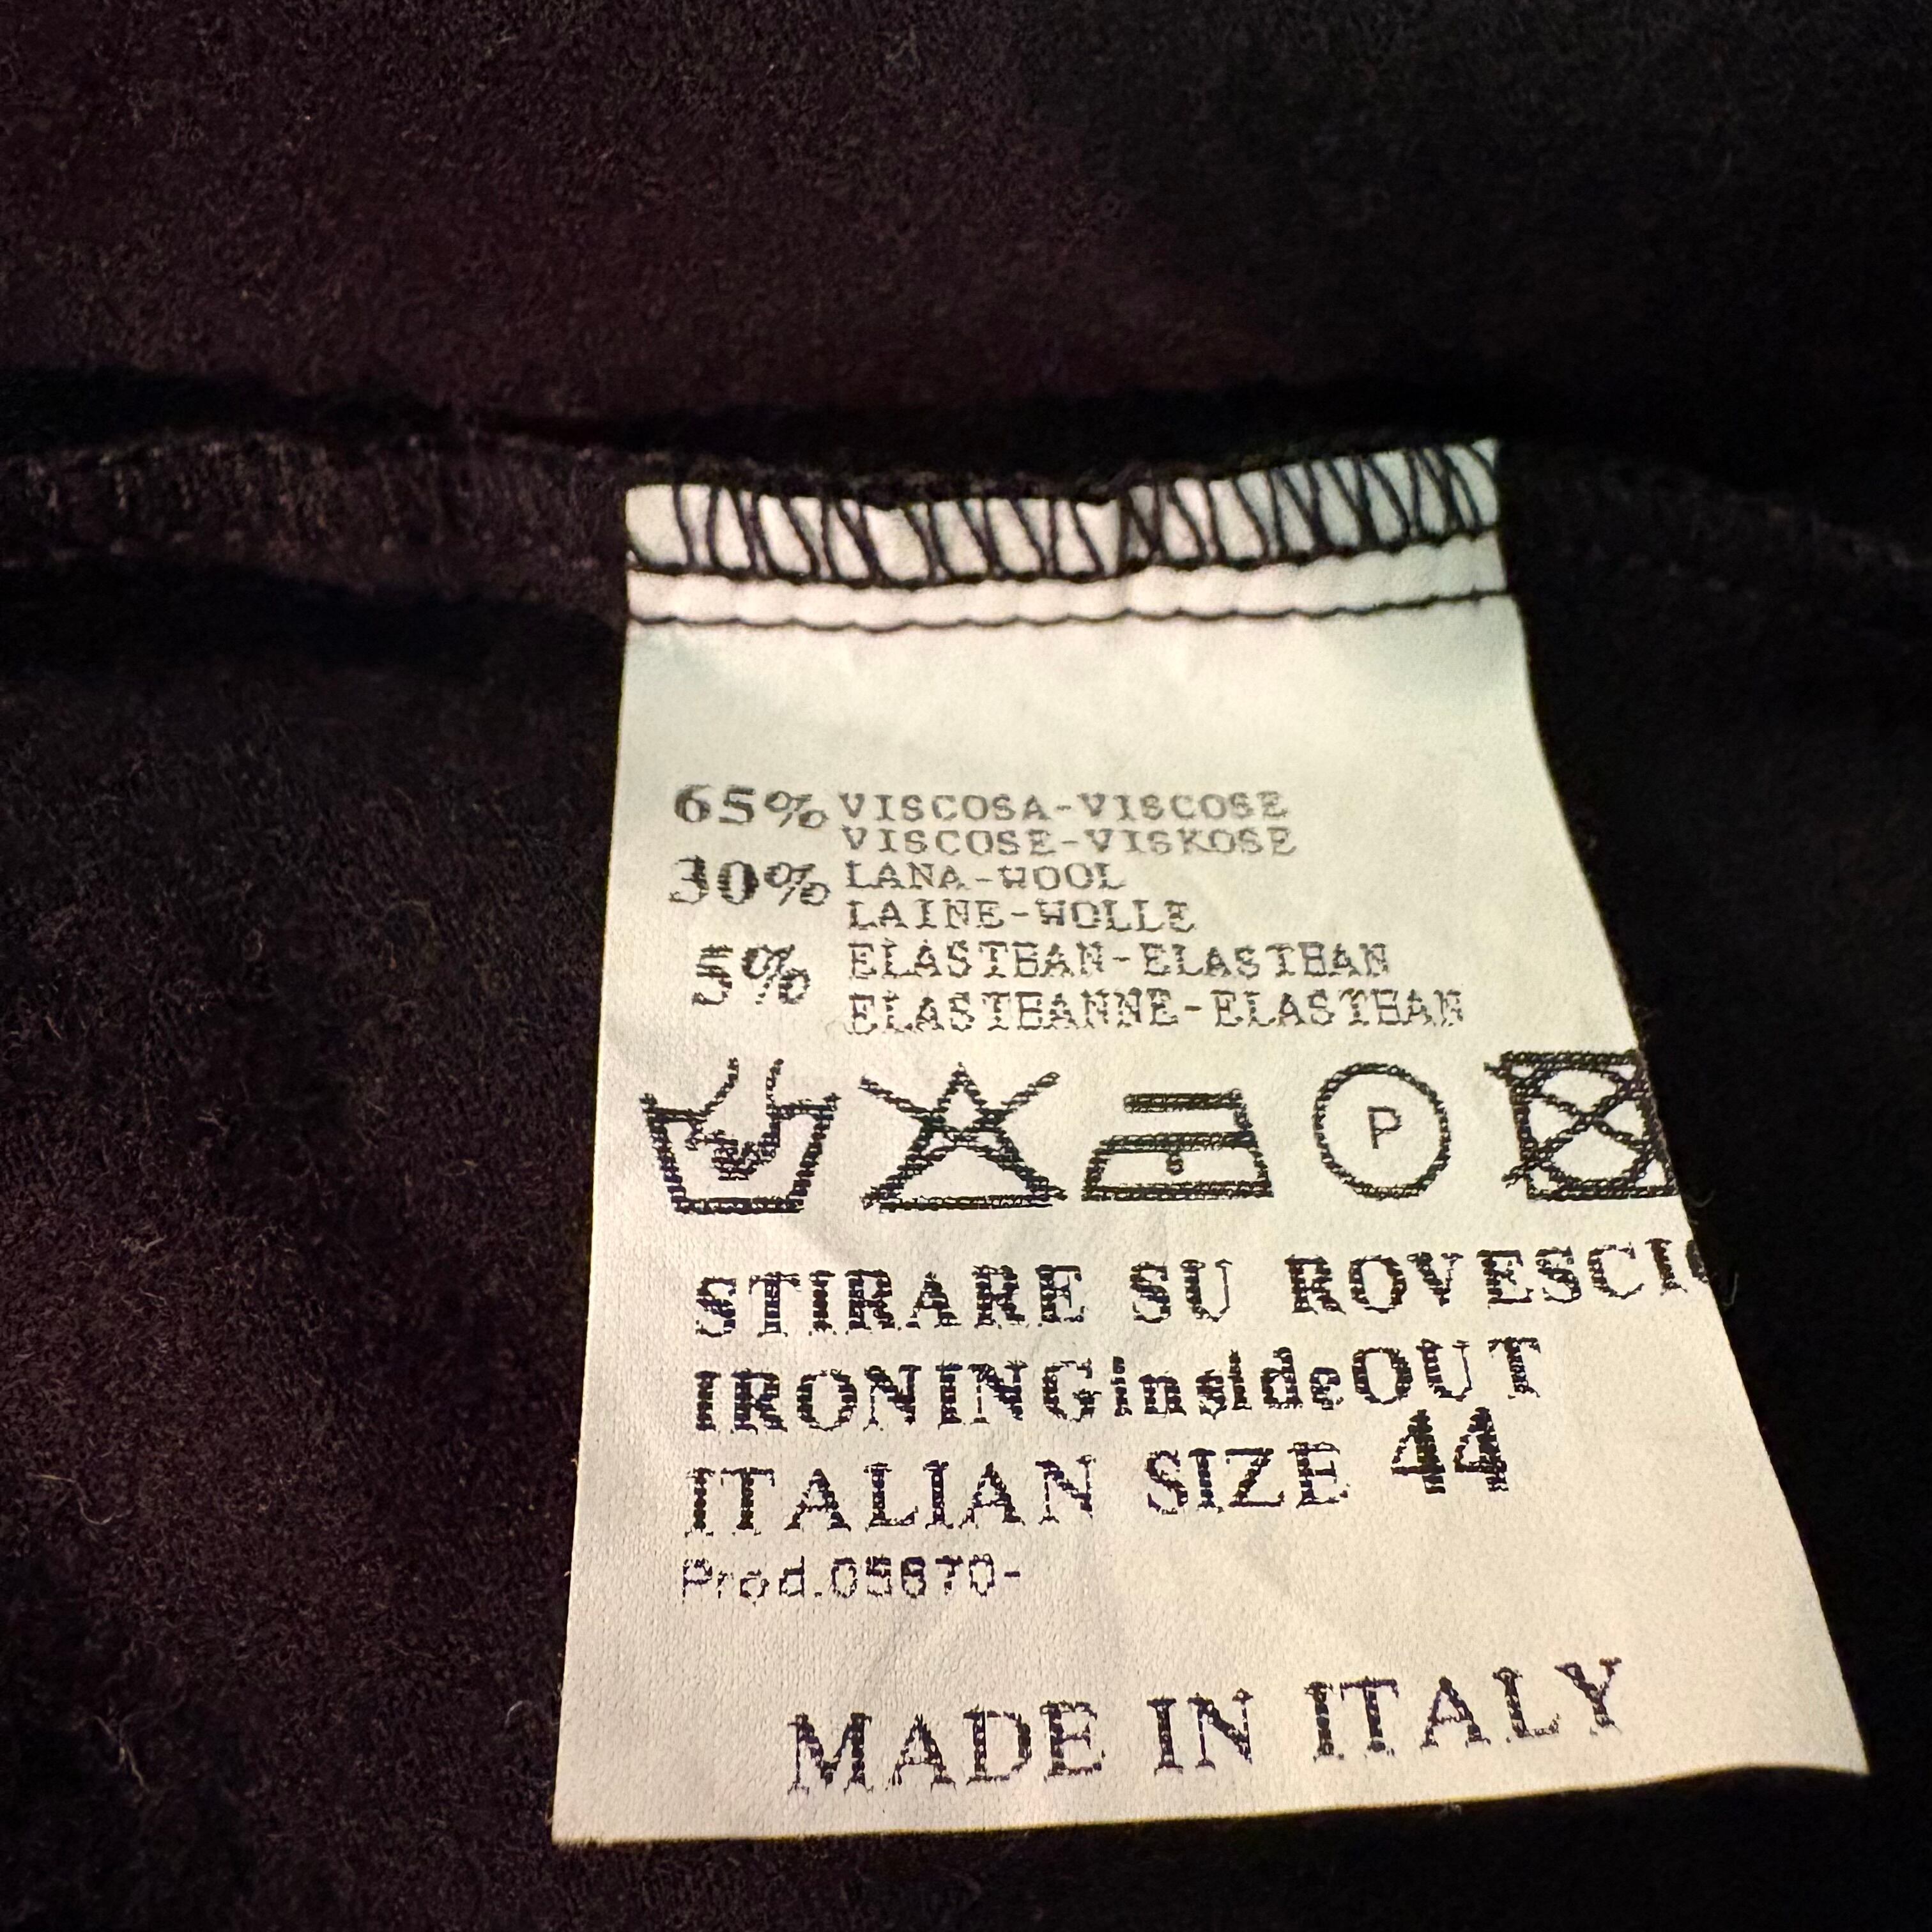 65% VISCOSA-VISCOSE
VISCOSE-VISKOSE
30% LANA-WOOL
LAINE-WOLLE
5% ELASTEAN-ELASTEAN
ELASTEANNE-ELASTEAN
P
STIRARE SU ROVESCIO
IRONINGinsideOUT
ITALIAN SIZE 44
Prod.05670-
MADE IN ITALY